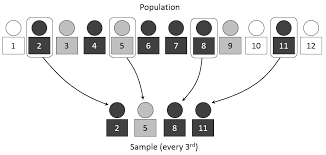 Population
1 2 3 4 5 6 7 8 9 10 11 12
2 5 8 11
Sample (every 3rd)